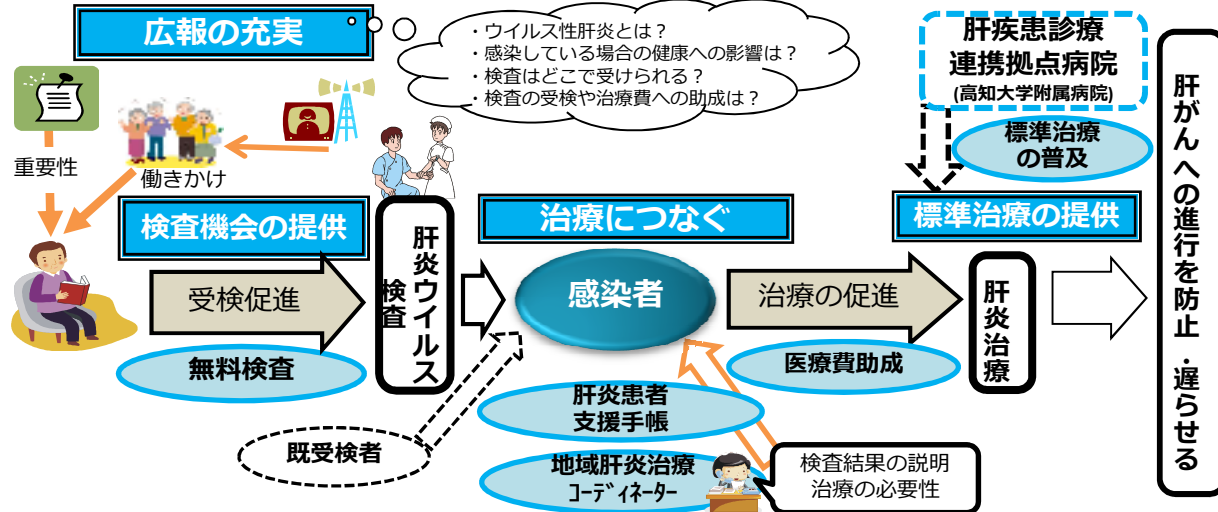 広報の充実
・ウイルス性肝炎とは？
・感染している場合の健康への影響は？
・検査はどこで受けられる？
・検査の受検や治療費への助成は？
肝疾患診療
連携拠点病院
(高知大学附属病院)
標準治療
の普及
重要性
働きかけ
検査機会の提供
治療につなぐ
標準治療の提供
受検促進
無料検査
肝炎ウイルス
検査
感染者
治療の促進
医療費助成
肝炎治療
肝がんへの進行を防止・遅らせる
既受検者
肝炎患者
支援手帳
地域肝炎治療
ｺｰﾃﾞｨﾈｰﾀｰ
検査結果の説明
治療の必要性